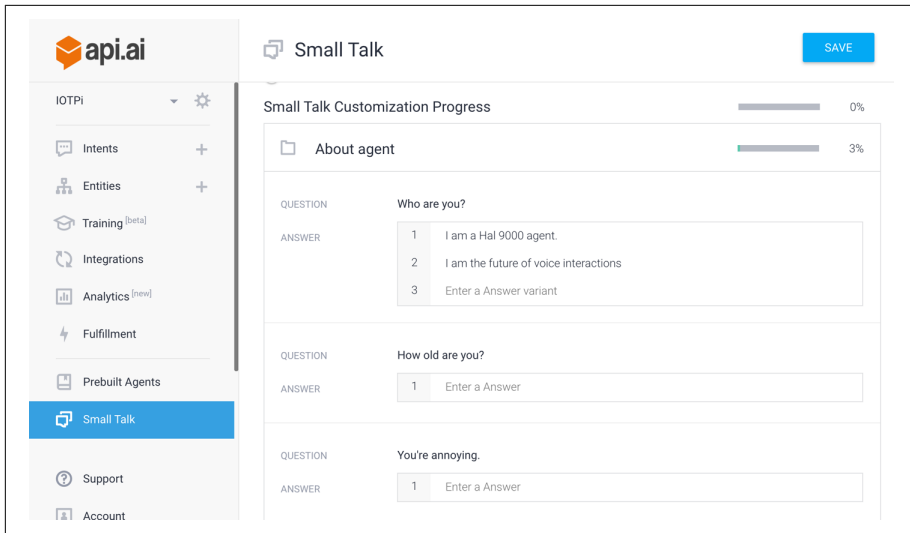 api.ai
Small Talk
SAVE
IOTPi
Intents
Entities
Training [beta]
Integrations
Analytics [new]
Fulfillment
Prebuilt Agents
Small Talk
Support
Account
Small Talk Customization Progress 0%
About agent 3%
QUESTION Who are you?
ANSWER 1 I am a Hal 9000 agent.
2 I am the future of voice interactions
3 Enter a Answer variant
QUESTION How old are you?
ANSWER 1 Enter a Answer
QUESTION You're annoying.
ANSWER 1 Enter a Answer